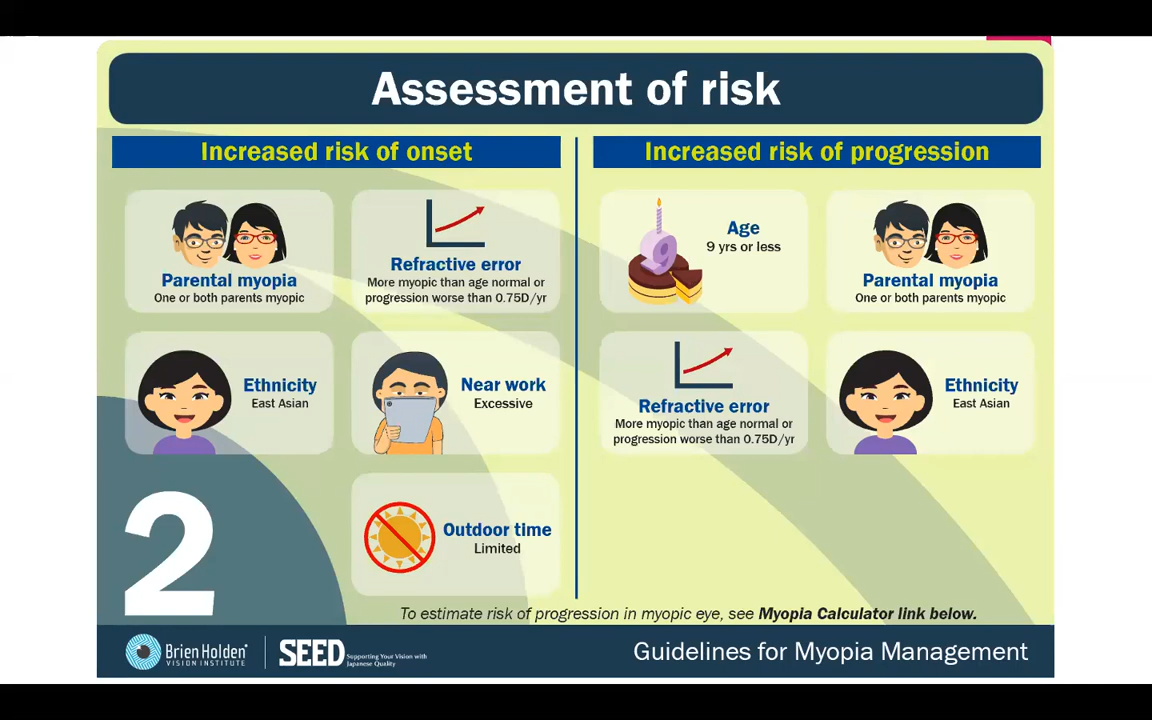 Assessment of risk
Increased risk of onset
Parental myopia
One or both parents myopic
Refractive error
More myopic than age normal or
progression worse than 0.75D/yr
Ethnicity
East Asian
Near work
Excessive
Outdoor time
Limited
Increased risk of progression
9
Age
9 yrs or less
Parental myopia
One or both parents myopic
Refractive error
More myopic than age normal or
progression worse than 0.75D/yr
Ethnicity
East Asian
2
To estimate risk of progression in myopic eye, see Myopia Calculator link below.
Brien Holden
VISION INSTITUTE
SEED
Supporting Your Vision with
Japanese Quality
Guidelines for Myopia Management